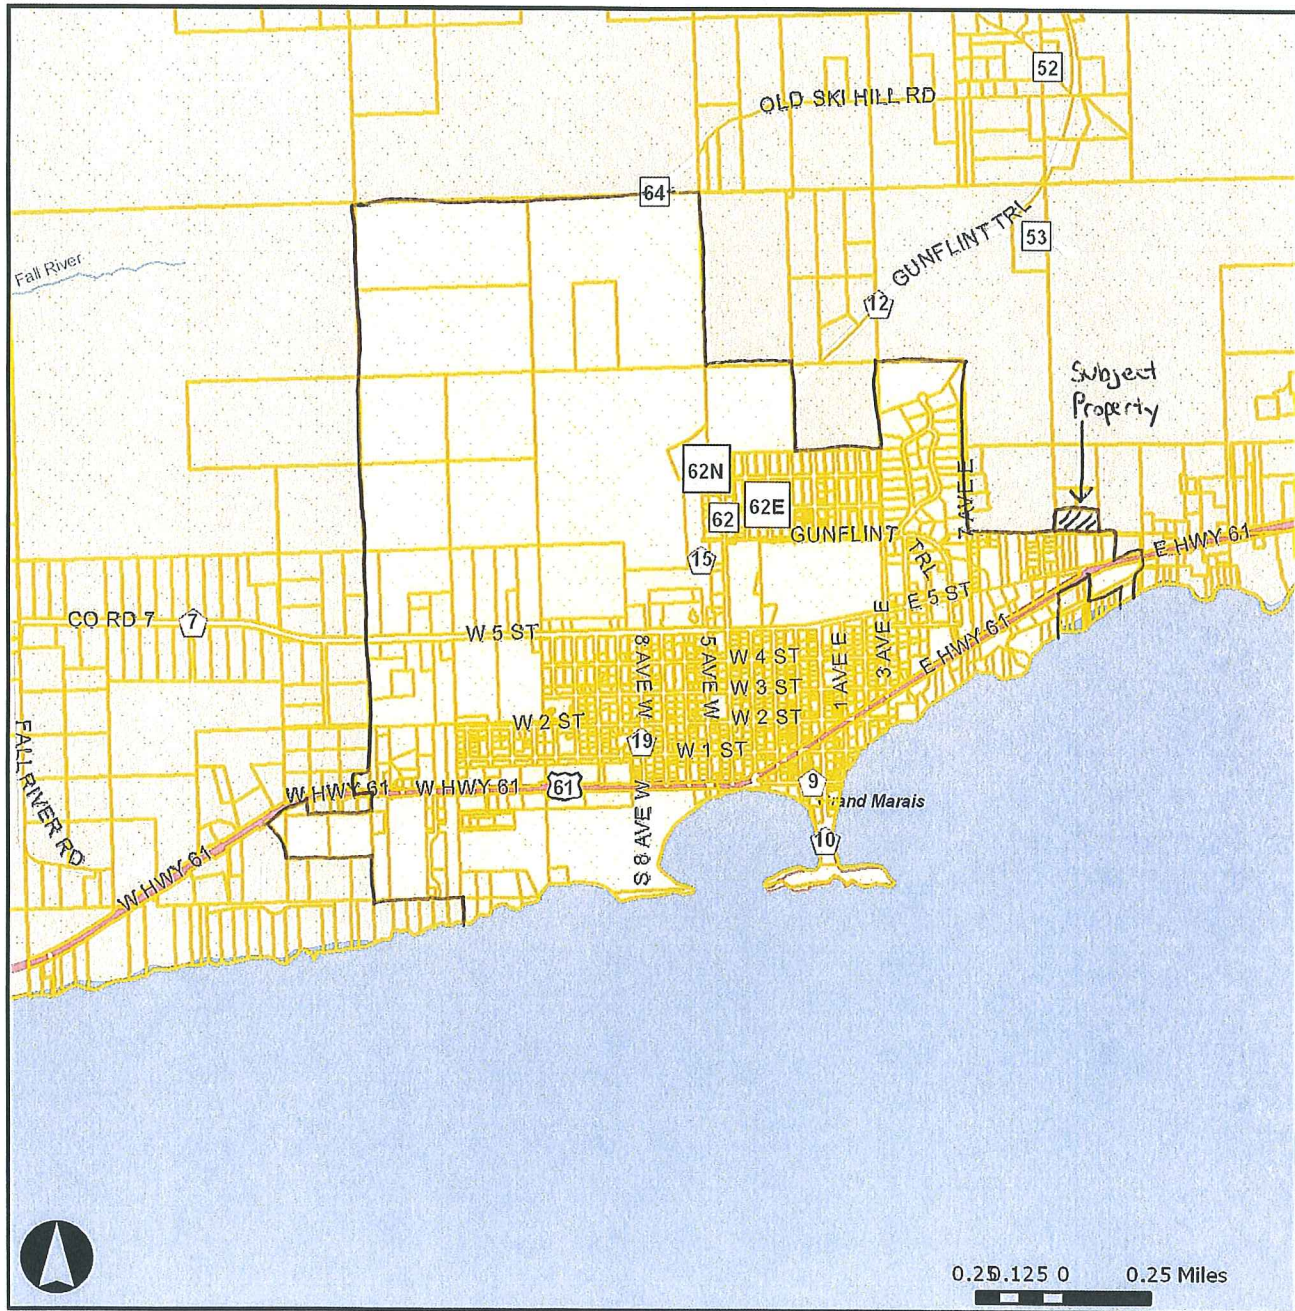 52
OLD SKI HILL RD
64
53
GUNFLINT TRL
Fall River
12
Subject
Property
62N
62E
62
GUNFLINT
TRL
7 AVE E
15
E HWY 61
E 5 ST
CO RD 7
7
W 5 ST
8 AVE W
5 AVE W
W 4 ST
1 AVE E
3 AVE E
E HWY 61
W 3 ST
W 2 ST
W 2 ST
19
W 1 ST
FALL RIVER RD
W HWY 61
W HWY 61
61
9
and Marais
10
S 8 AVE W
W HWY 61
0.25 0.125 0 0.25 Miles